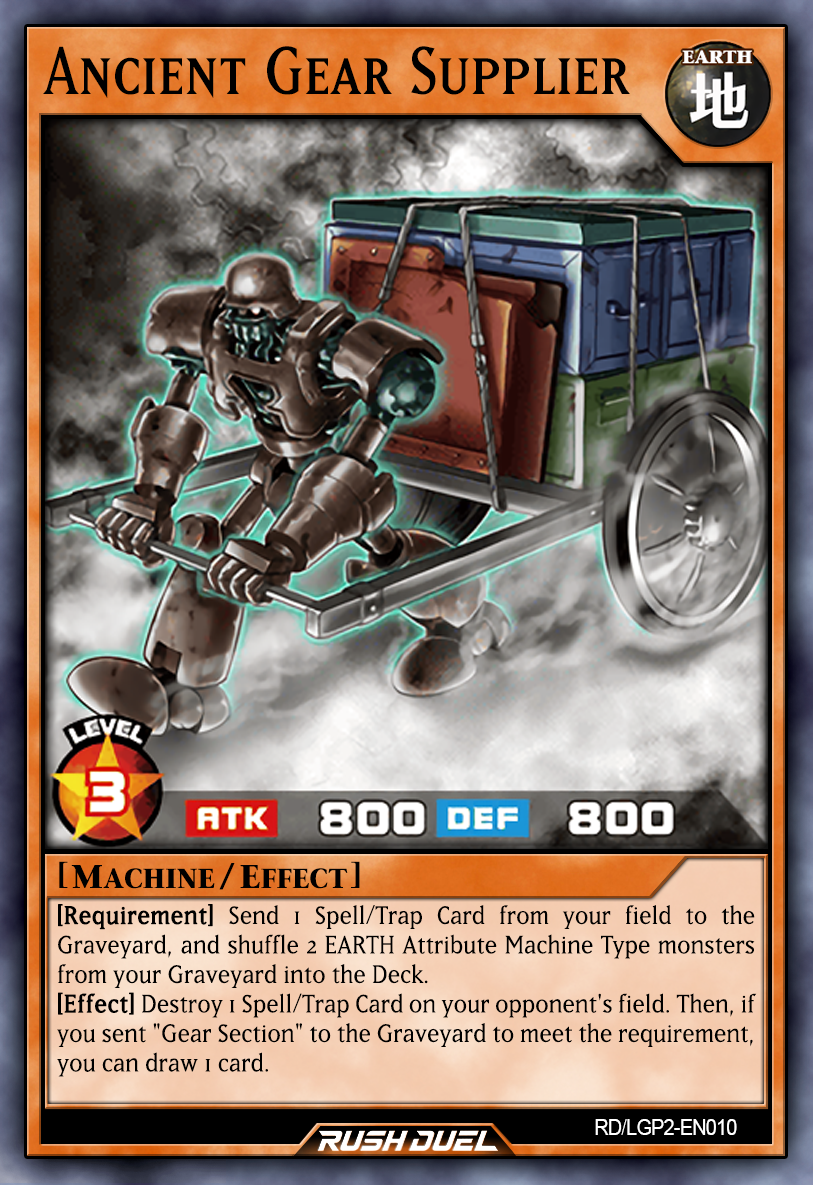 Ancient Gear Supplier
EARTH
地
LEVEL
3
ATK 800 DEF 800
[Machine/Effect]
[Requirement] Send 1 Spell/Trap Card from your field to the
Graveyard, and shuffle 2 EARTH Attribute Machine Type monsters
from your Graveyard into the Deck.
[Effect] Destroy 1 Spell/Trap Card on your opponent's field. Then, if
you sent "Gear Section" to the Graveyard to meet the requirement,
you can draw 1 card.
RD/LGP2-EN010
RUSH DUEL